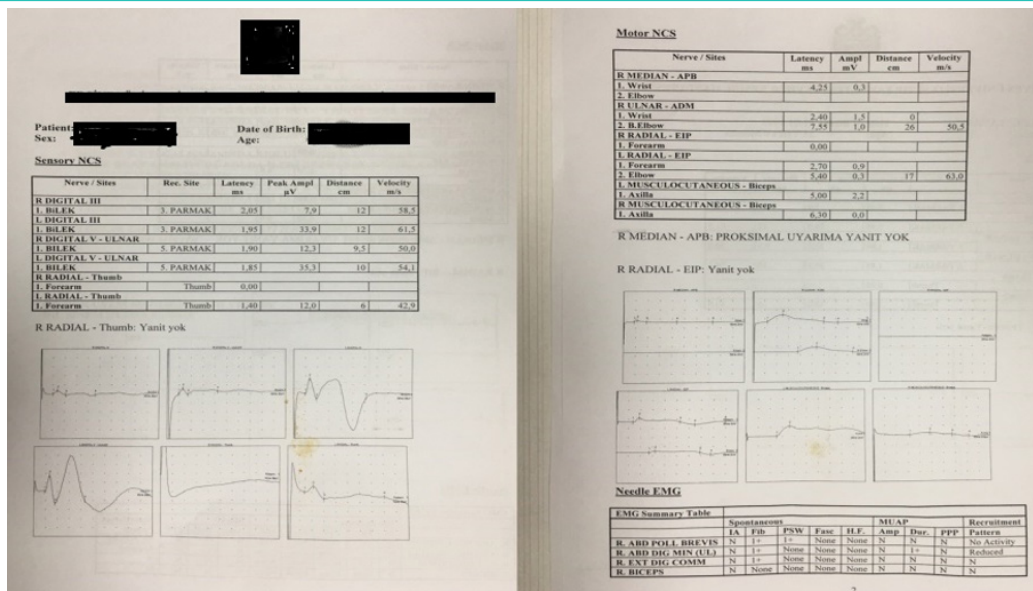 Patient:
Date of Birth:
Sex:
Age:
Sensory NCS
Nerve / Sites Rec. Site Latency ms Peak Ampl µV Distance cm Velocity m/s
R DIGITAL III
1. BiLEK 3. PARMAK 2,05 7,9 12 58,5
L DIGITAL III
1. BiLEK 3. PARMAK 1,95 33,9 12 61,5
R DIGITAL V - ULNAR
1. BILEK 5. PARMAK 1,90 12,3 9,5 50,0
L DIGITAL V - ULNAR
1. BILEK 5. PARMAK 1,85 35,3 10 54,1
R RADIAL - Thumb
1. Forearm Thumb 0,00
L RADIAL - Thumb
1. Forearm Thumb 1,40 12,0 6 42,9
R RADIAL - Thumb: Yanit yok
Motor NCS
Nerve / Sites Latency ms Ampl mV Distance cm Velocity m/s
R MEDIAN - APB
1. Wrist 4,25 0,3
2. Elbow
R ULNAR - ADM
1. Wrist 2,40 1,5 0
2. B.Elbow 7,55 1,0 26 50,5
R RADIAL - EIP
1. Forearm 0,00
L RADIAL - EIP
1. Forearm 2,70 0,9
2. Elbow 5,40 0,3 17 63,0
L MUSCULOCUTANEOUS - Biceps
1. Axilla 5,00 2,2
R MUSCULOCUTANEOUS - Biceps
1. Axilla 6,30 0,0
R MEDIAN - APB: PROKSIMAL UYARIMA YANIT YOK
R RADIAL - EIP: Yanit yok
Needle EMG
EMG Summary Table
Spontaneous MUAP Recruitment
IA Fib PSW Fasc H.F. Amp Dur. PPP Pattern
R. ABD POLL BREVIS N 1+ 1+ None None N N N No Activity
R. ABD DIG MIN (UL) N 1+ None None None N 1+ N Reduced
R. EXT DIG COMM N 1+ None None None N N N N
R. BICEPS N None None None None N N N N